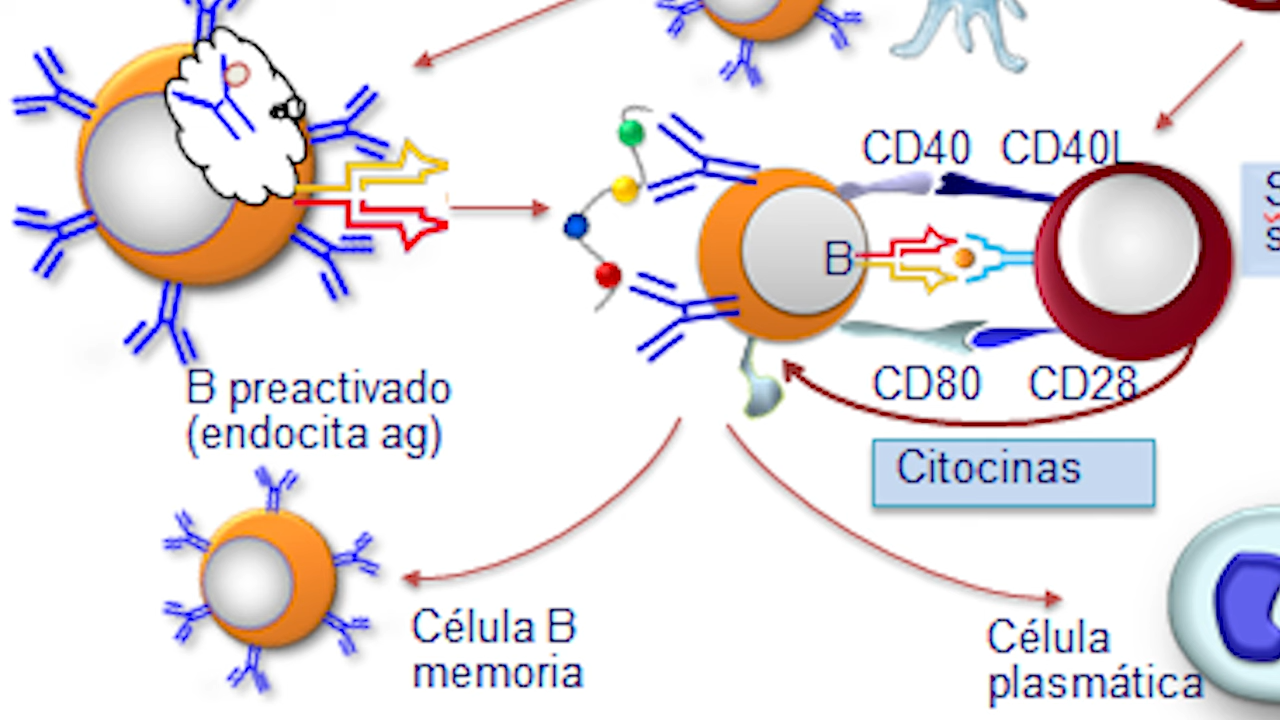 CD40 CD40L
B
CD80 CD28
B preactivado
(endocita ag)
Citocinas
Célula B
memoria
Célula
plasmática